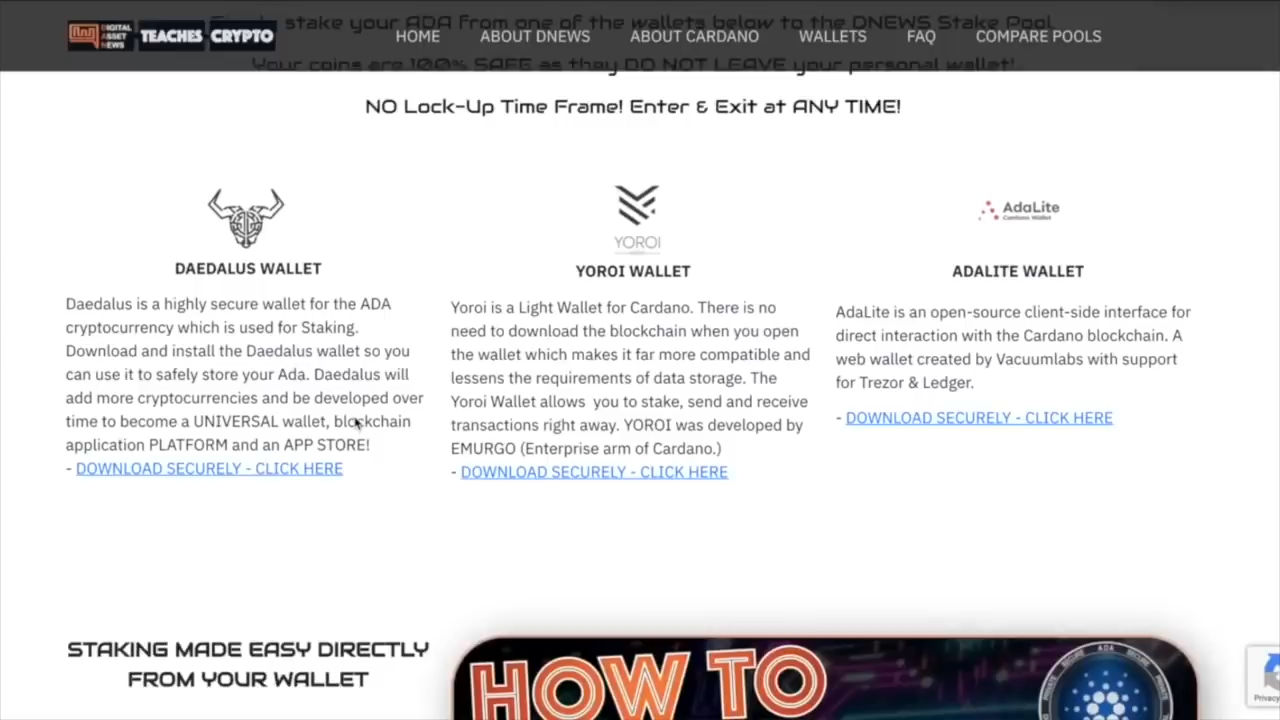 stake your ADA from one of the wallets below to the DNEWS Stake Pool
DIGITAL
ASSET
NEWS
TEACHES CRYPTO
HOME
ABOUT DNEWS
ABOUT CARDANO
WALLETS
FAQ
COMPARE POOLS
Your coins are 100% SAFE as they DO NOT LEAVE your personal wallet!
NO Lock-Up Time Frame! Enter & Exit at ANY TIME!
DAEDALUS WALLET
Daedalus is a highly secure wallet for the ADA
cryptocurrency which is used for Staking.
Download and install the Daedalus wallet so you
can use it to safely store your Ada. Daedalus will
add more cryptocurrencies and be developed over
time to become a UNIVERSAL wallet, blockchain
application PLATFORM and an APP STORE!
- DOWNLOAD SECURELY - CLICK HERE
YOROI
YOROI WALLET
Yoroi is a Light Wallet for Cardano. There is no
need to download the blockchain when you open
the wallet which makes it far more compatible and
lessens the requirements of data storage. The
Yoroi Wallet allows you to stake, send and receive
transactions right away. YOROI was developed by
EMURGO (Enterprise arm of Cardano.)
- DOWNLOAD SECURELY - CLICK HERE
AdaLite
Cardano Wallet
ADALITE WALLET
AdaLite is an open-source client-side interface for
direct interaction with the Cardano blockchain. A
web wallet created by Vacuumlabs with support
for Trezor & Ledger.
- DOWNLOAD SECURELY - CLICK HERE
STAKING MADE EASY DIRECTLY
FROM YOUR WALLET
HOW TO
Privacy